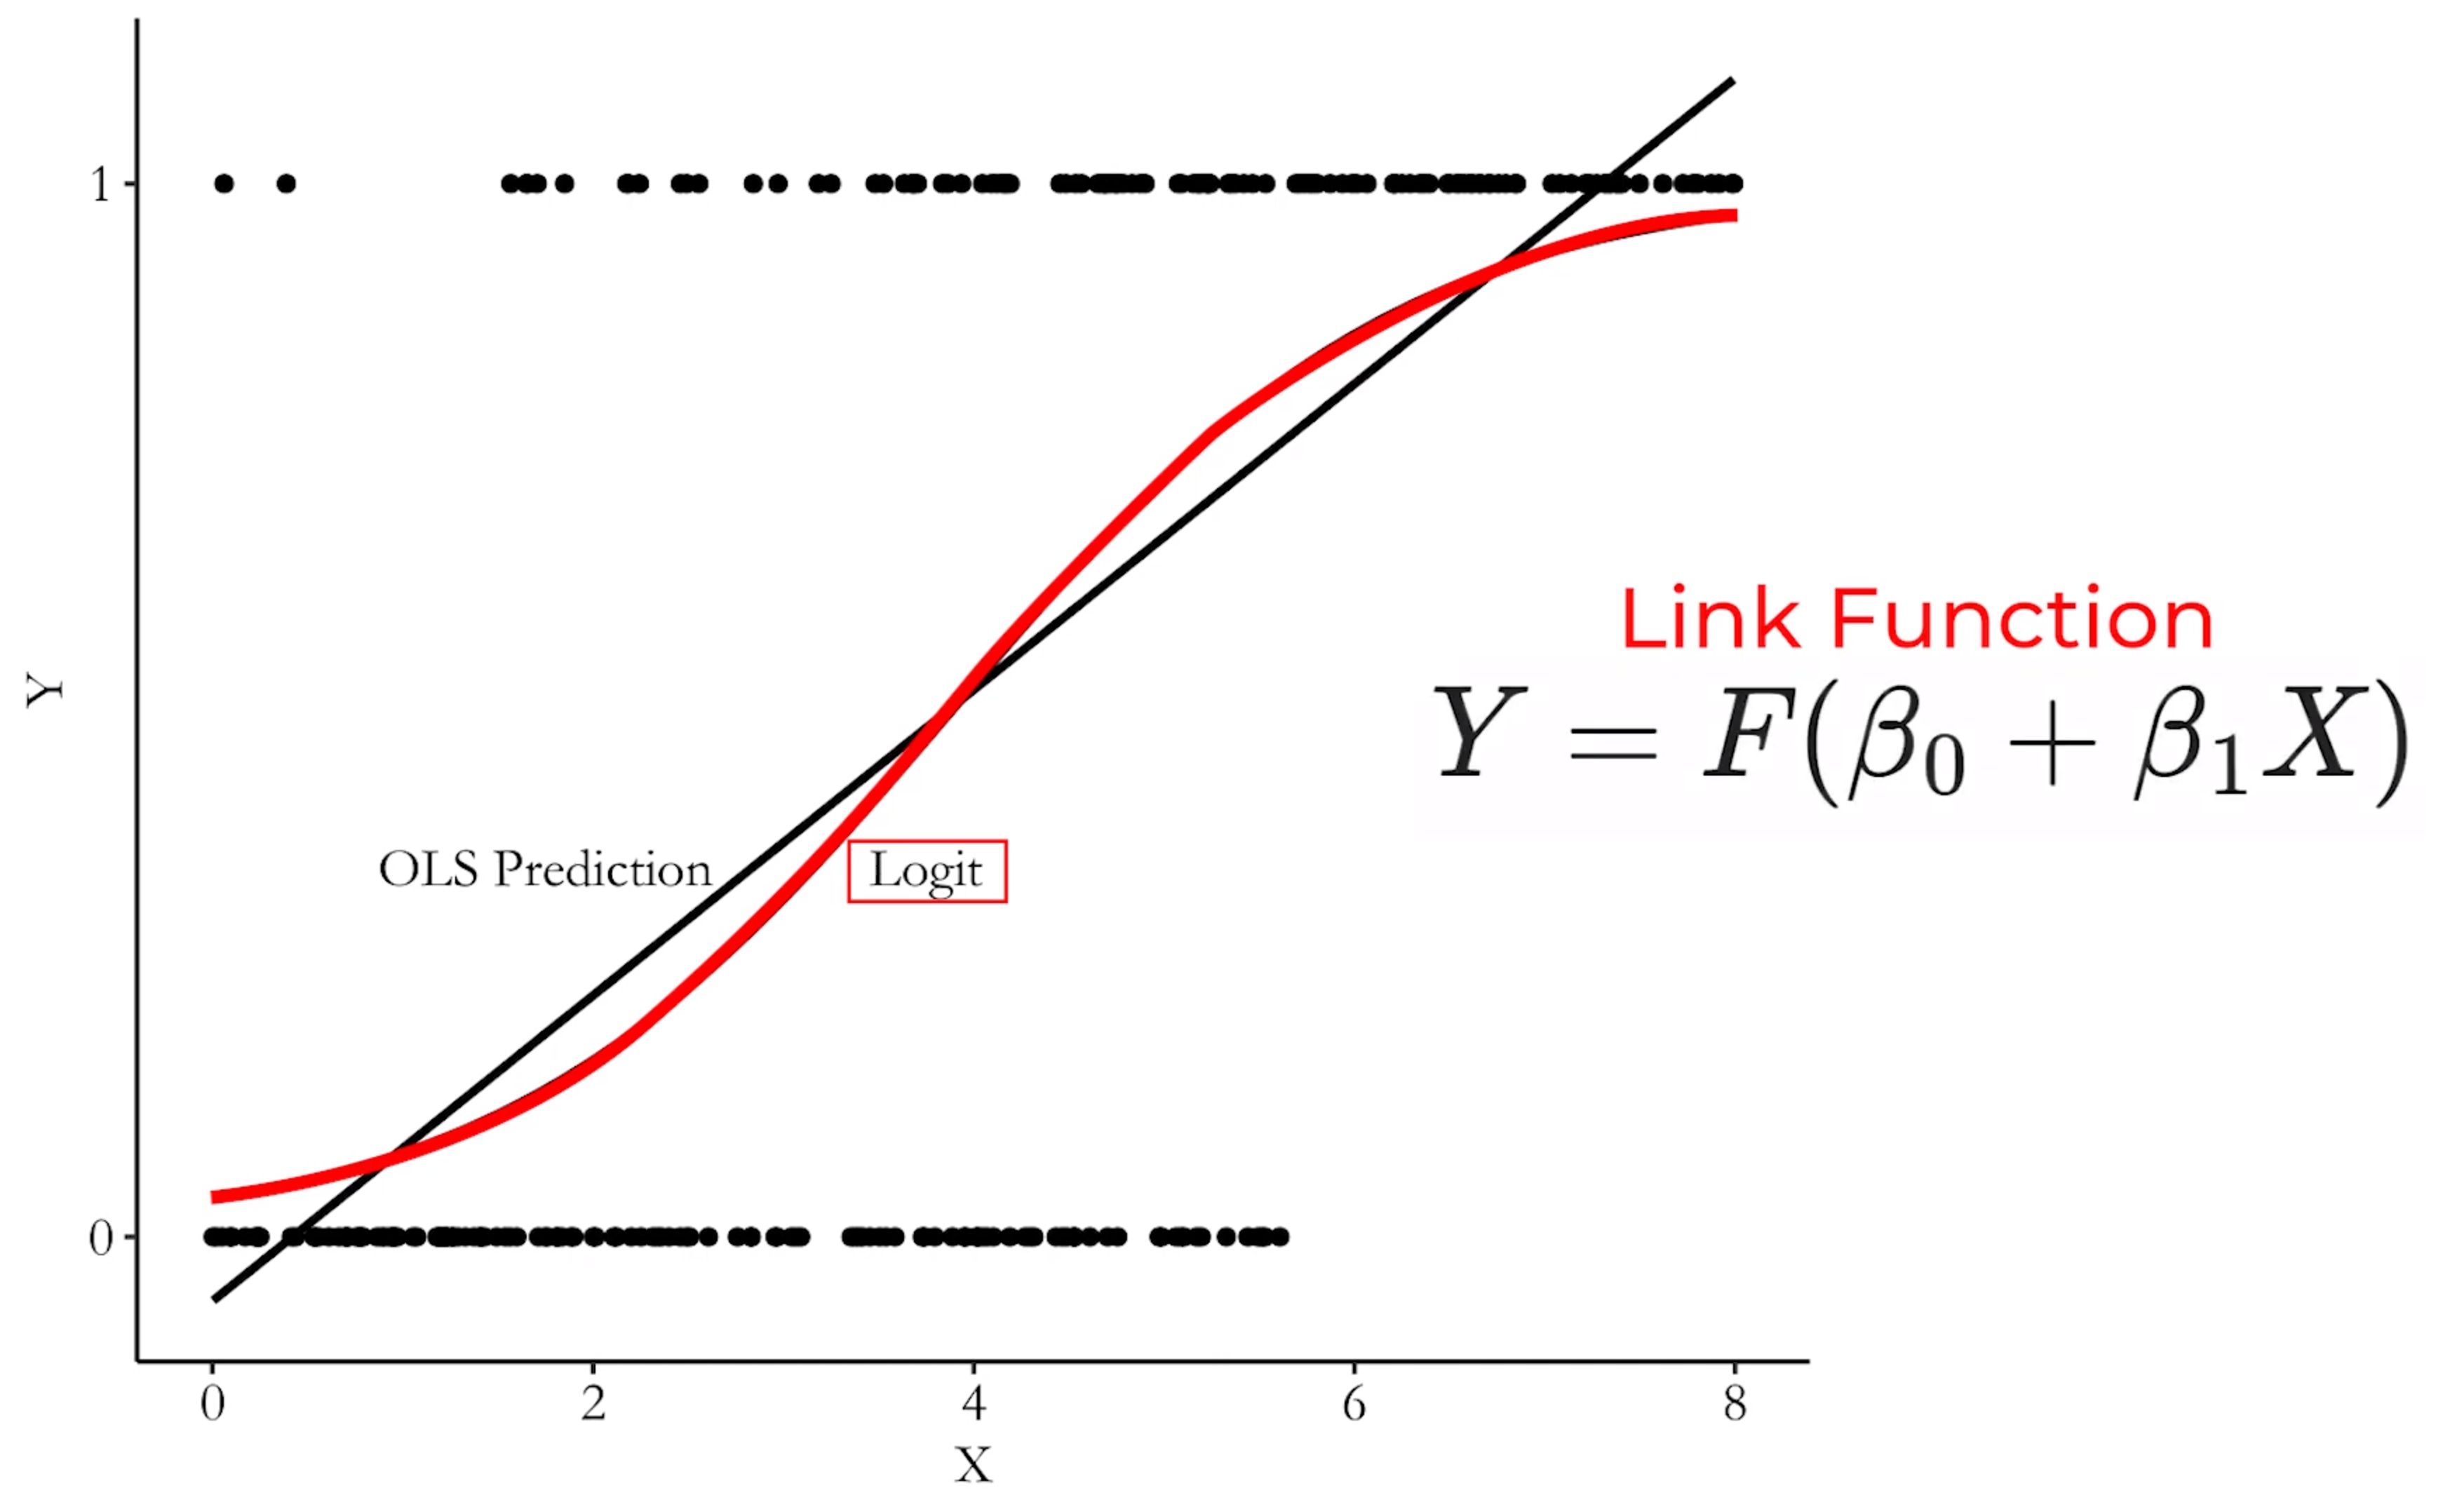 1
Link Function
Y
Y = F(β₀ + β₁X)
OLS Prediction
Logit
0
0 2 4 6 8
X